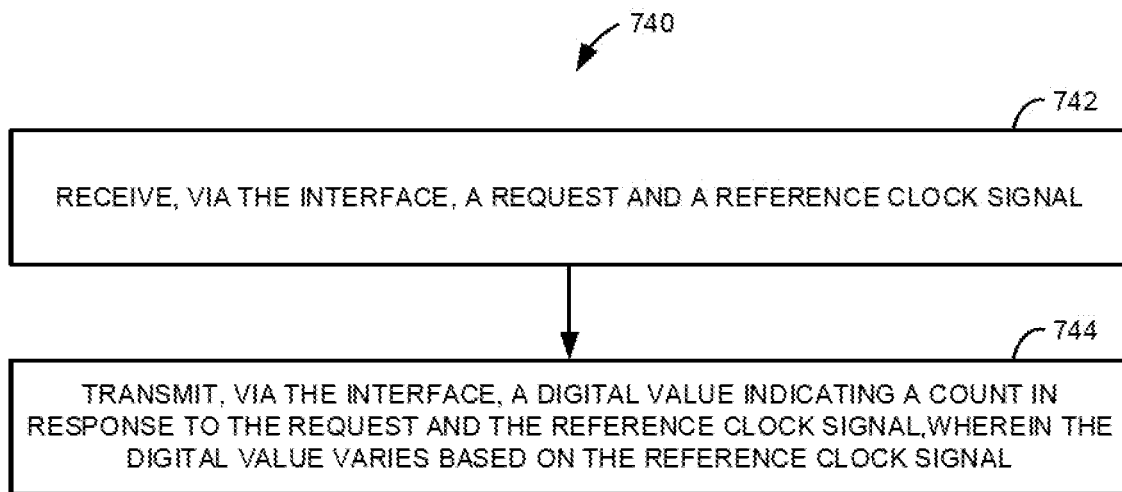 740
742
RECEIVE, VIA THE INTERFACE, A REQUEST AND A REFERENCE CLOCK SIGNAL
744
TRANSMIT, VIA THE INTERFACE, A DIGITAL VALUE INDICATING A COUNT IN
RESPONSE TO THE REQUEST AND THE REFERENCE CLOCK SIGNAL,WHEREIN THE
DIGITAL VALUE VARIES BASED ON THE REFERENCE CLOCK SIGNAL